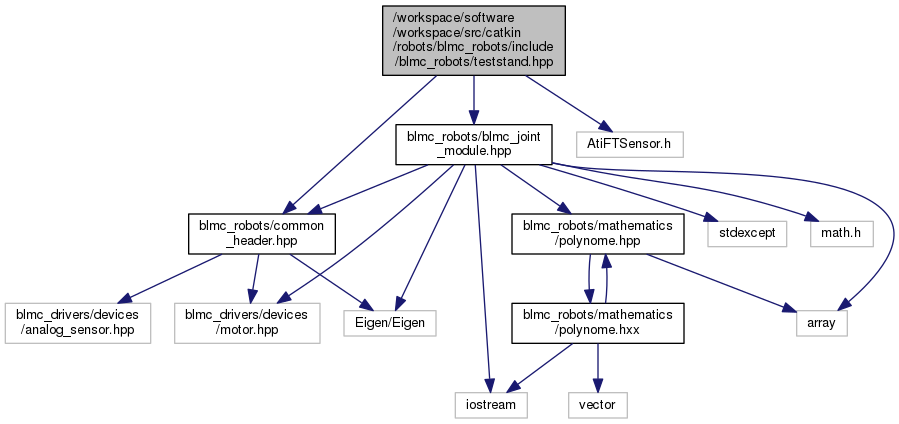 /workspace/software
/workspace/src/catkin
/robots/blmc_robots/include
/blmc_robots/teststand.hpp
blmc_robots/blmc_joint
_module.hpp
AtiFTSensor.h
blmc_robots/common
_header.hpp
blmc_robots/mathematics
/polynome.hpp
stdexcept
math.h
blmc_drivers/devices
/analog_sensor.hpp
blmc_drivers/devices
/motor.hpp
Eigen/Eigen
blmc_robots/mathematics
/polynome.hxx
array
iostream
vector